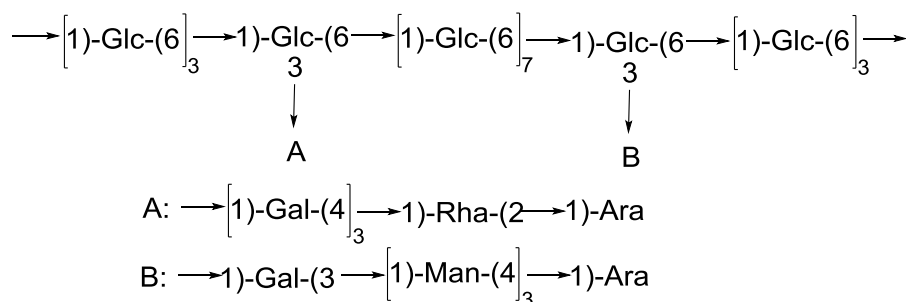 →[1)-Glc-(6]₃→1)-Glc-(6→[1)-Glc-(6]₇→1)-Glc-(6→[1)-Glc-(6]₃→
3 3
A B
A: →[1)-Gal-(4]₃→1)-Rha-(2→1)-Ara
B: →1)-Gal-(3→[1)-Man-(4]₃→1)-Ara